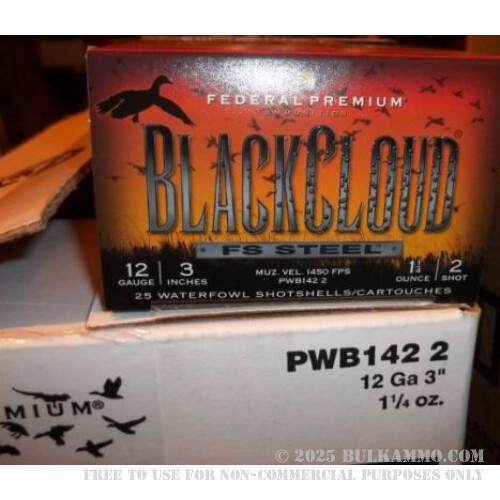 FEDERAL PREMIUM®
AMMUNITION
BLACKCLOUD®
FS STEEL®
12 GAUGE
3 INCHES
MUZ. VEL. 1450 FPS
PWB142 2
1¼ OUNCE
2 SHOT
25 WATERFOWL SHOTSHELLS/CARTOUCHES
PWB142 2
12 Ga 3"
1¼ oz.
MIUM®
© 2025 BULKAMMO.COM
FREE TO USE FOR NON-COMMERCIAL PURPOSES ONLY